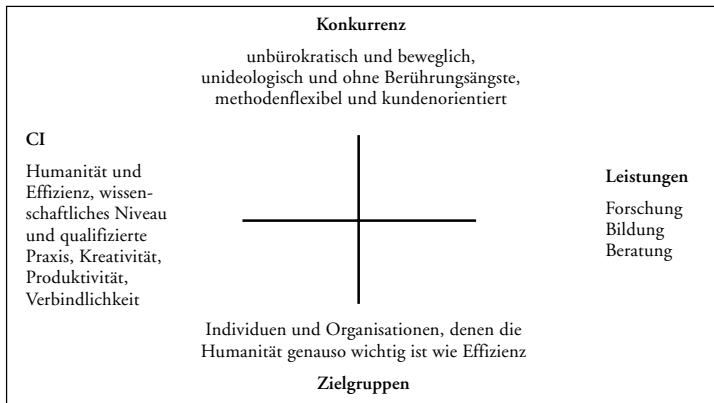 Konkurrenz
unbürokratisch und beweglich,
unideologisch und ohne Berührungsängste,
methodenflexibel und kundenorientiert
CI
Humanität und
Effizienz, wissen-
schaftliches Niveau
und qualifizierte
Praxis, Kreativität,
Produktivität,
Verbindlichkeit
Leistungen
Forschung
Bildung
Beratung
Individuen und Organisationen, denen die
Humanität genauso wichtig ist wie Effizienz
Zielgruppen